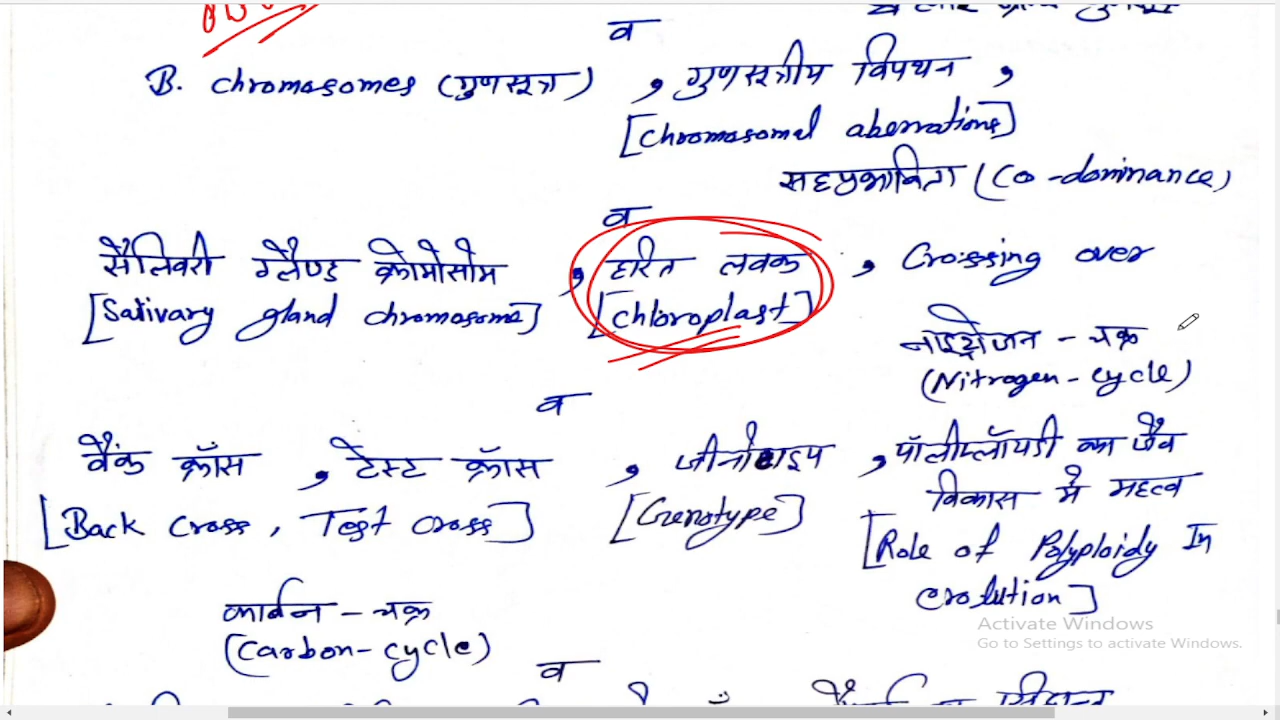 व
B. chromosomes (गुणसूत्र) , गुणसूत्रीय विपथन ,
[chromosomal aberrations]
सहप्रभाविता (Co-dominance)
व
सैलिवरी ग्लैण्ड क्रोमोसोम , हरित लवक , Crossing over
[Salivary gland chromosome] [chloroplast]
नाइट्रोजन - चक्र
(Nitrogen-cycle)
व
बैक क्रॉस , टेस्ट क्रॉस , जीनोटाइप , पॉलीप्लॉयडी का जैव
विकास में महत्व
[Back cross , Test cross] [Genotype]
[Role of Polyploidy In
evolution]
कार्बन - चक्र
(Carbon-cycle)
व
Activate Windows
Go to Settings to activate Windows.